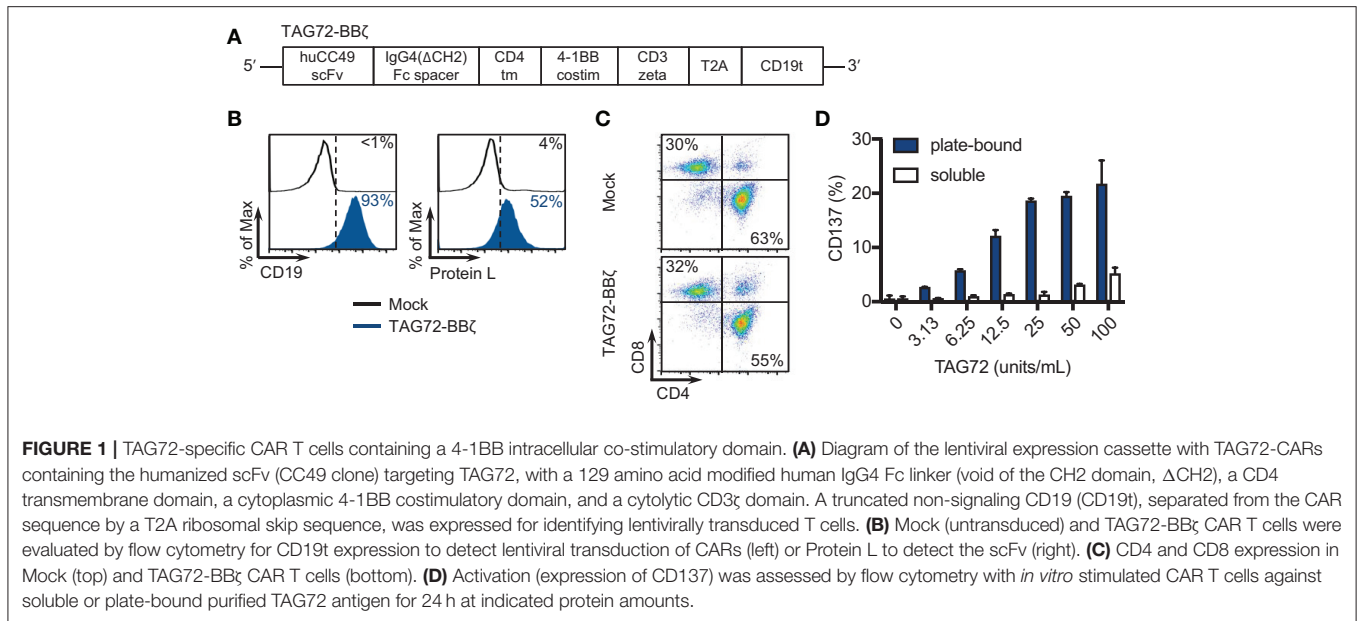 A
TAG72-BBζ
5′
huCC49
scFv
IgG4(ΔCH2)
Fc spacer
CD4
tm
4-1BB
costim
CD3
zeta
T2A
CD19t
3′
B
<1%
93%
% of Max
CD19
4%
52%
% of Max
Protein L
Mock
TAG72-BBζ
C
Mock
30%
63%
TAG72-BBζ
32%
55%
CD8
CD4
D
plate-bound
soluble
CD137 (%)
30
20
10
0
0
3.13
6.25
12.5
25
50
100
TAG72 (units/mL)
FIGURE 1 | TAG72-specific CAR T cells containing a 4-1BB intracellular co-stimulatory domain. (A) Diagram of the lentiviral expression cassette with TAG72-CARs
containing the humanized scFv (CC49 clone) targeting TAG72, with a 129 amino acid modified human IgG4 Fc linker (void of the CH2 domain, ΔCH2), a CD4
transmembrane domain, a cytoplasmic 4-1BB costimulatory domain, and a cytolytic CD3ζ domain. A truncated non-signaling CD19 (CD19t), separated from the CAR
sequence by a T2A ribosomal skip sequence, was expressed for identifying lentivirally transduced T cells. (B) Mock (untransduced) and TAG72-BBζ CAR T cells were
evaluated by flow cytometry for CD19t expression to detect lentiviral transduction of CARs (left) or Protein L to detect the scFv (right). (C) CD4 and CD8 expression in
Mock (top) and TAG72-BBζ CAR T cells (bottom). (D) Activation (expression of CD137) was assessed by flow cytometry with in vitro stimulated CAR T cells against
soluble or plate-bound purified TAG72 antigen for 24 h at indicated protein amounts.